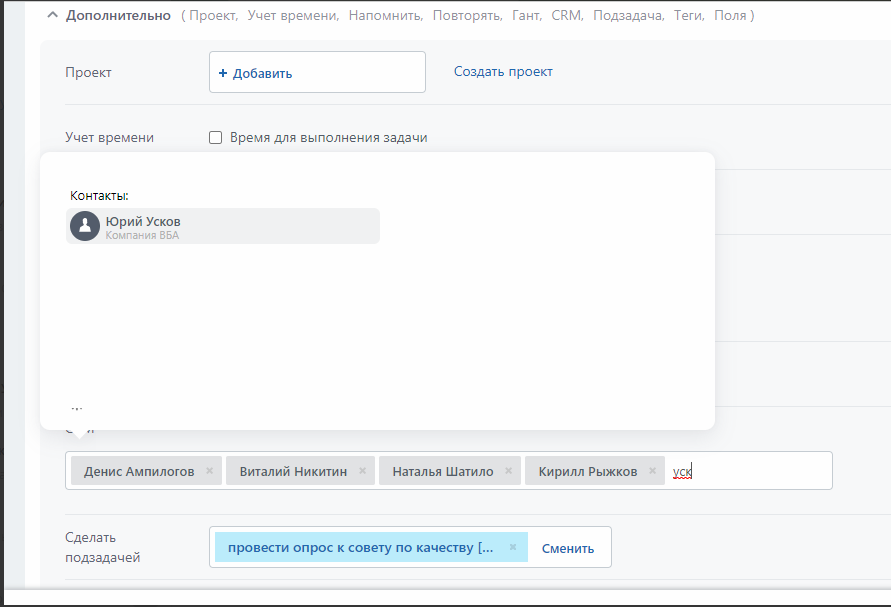 Дополнительно ( Проект, Учет времени, Напомнить, Повторять, Гант, CRM, Подзадача, Теги, Поля )
Проект
+ Добавить
Создать проект
Учет времени
Время для выполнения задачи
Контакты:
Юрий Усков
Компания ВБА
...
Денис Ампилогов × Виталий Никитин × Наталья Шатило × Кирилл Рыжков × уск
Сделать
подзадачей
провести опрос к совету по качеству [... ×
Сменить